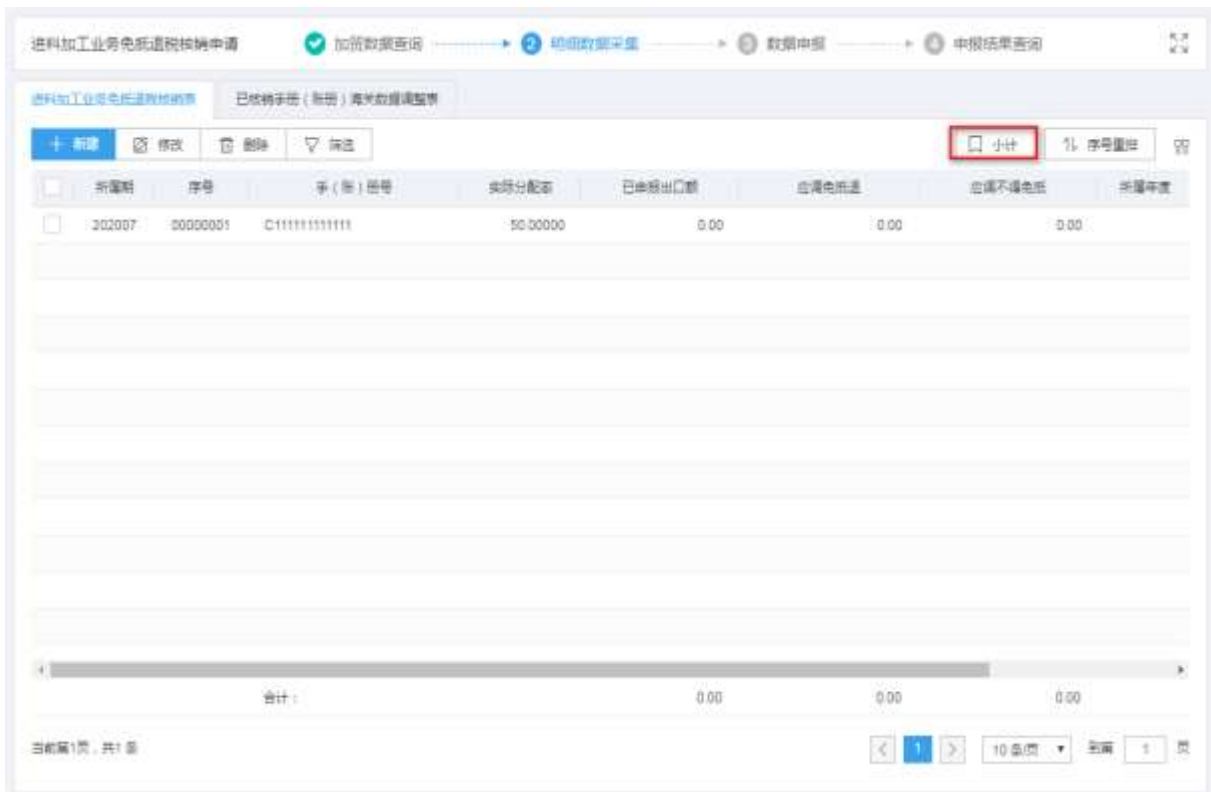 进料加工业务免抵退税核销申请 加贸数据查询 2 明细数据采集 3 数据申报 4 申报结果查询
进料加工业务免抵退税核销表 已核销手册（账册）海关数据调整表
新建 修改 删除 筛选 小计 序号重排
所属期 序号 手（账）册号 实际分配率 已申报出口额 应调免抵退 应调不得免抵 所属年度
202007 00000001 C111111111111 50.00000 0.00 0.00 0.00
合计： 0.00 0.00 0.00
当前第1页，共1条 < 1 > 10 条/页 到第 1 页